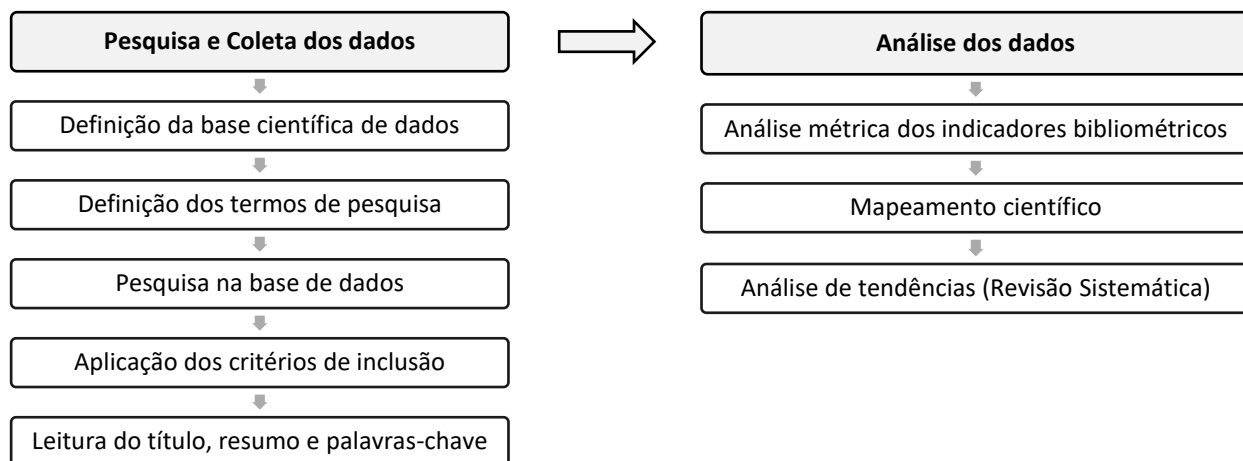 Pesquisa e Coleta dos dados
Definição da base científica de dados
Definição dos termos de pesquisa
Pesquisa na base de dados
Aplicação dos critérios de inclusão
Leitura do título, resumo e palavras-chave
Análise dos dados
Análise métrica dos indicadores bibliométricos
Mapeamento científico
Análise de tendências (Revisão Sistemática)